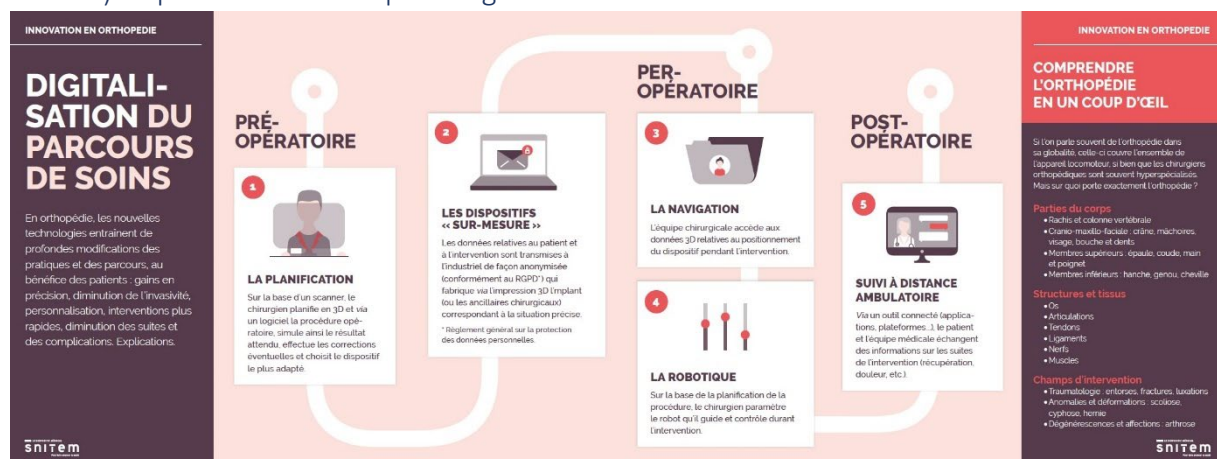 INNOVATION EN ORTHOPEDIE
DIGITALI-
SATION DU
PARCOURS
DE SOINS
En orthopédie, les nouvelles
technologies entraînent de
profondes modifications des
pratiques et des parcours, au
bénéfice des patients : gains en
précision, diminution de l'invasivité,
personnalisation, interventions plus
rapides, diminution des suites et
des complications. Explications.
snitem
PRÉ-
OPÉRATOIRE
1
LA PLANIFICATION
Sur la base d'un scanner, le
chirurgien planifie en 3D et via
un logiciel la procédure opé-
ratoire, simule ainsi le résultat
attendu, effectue les corrections
éventuelles et choisit le dispositif
le plus adapté.
2
LES DISPOSITIFS
« SUR-MESURE »
Les données relatives au patient et
à l'intervention sont transmises à
l'industriel de façon anonymisée
(conformément au RGPD*) qui
fabrique via l'impression 3D l'implant
(ou les ancillaires chirurgicaux)
correspondant à la situation précise.
* Règlement général sur la protection
des données personnelles.
PER-
OPÉRATOIRE
3
LA NAVIGATION
L'équipe chirurgicale accède aux
données 3D relatives au positionnement
du dispositif pendant l'intervention.
4
LA ROBOTIQUE
Sur la base de la planification de la
procédure, le chirurgien paramètre
le robot qu'il guide et contrôle durant
l'intervention.
POST-
OPÉRATOIRE
5
SUIVI À DISTANCE
AMBULATOIRE
Via un outil connecté (applica-
tions, plateformes...), le patient
et l'équipe médicale échangent
des informations sur les suites
de l'intervention (récupération,
douleur, etc.).
INNOVATION EN ORTHOPEDIE
COMPRENDRE
L'ORTHOPÉDIE
EN UN COUP D'ŒIL
Si l'on parle souvent de l'orthopédie dans
sa globalité, celle-ci couvre l'ensemble de
l'appareil locomoteur, si bien que les chirurgiens
orthopédiques sont souvent hyperspécialisés.
Mais sur quoi porte exactement l'orthopédie ?
Parties du corps
• Rachis et colonne vertébrale
• Cranio-maxillo-faciale : crâne, mâchoires,
visage, bouche et dents
• Membres supérieurs : épaule, coude, main
et poignet
• Membres inférieurs : hanche, genou, cheville
Structures et tissus
• Os
• Articulations
• Tendons
• Ligaments
• Nerfs
• Muscles
Champs d'intervention
• Traumatologie : entorses, fractures, luxations
• Anomalies et déformations : scoliose,
cyphose, hernie
• Dégénérescences et affections : arthrose
snitem